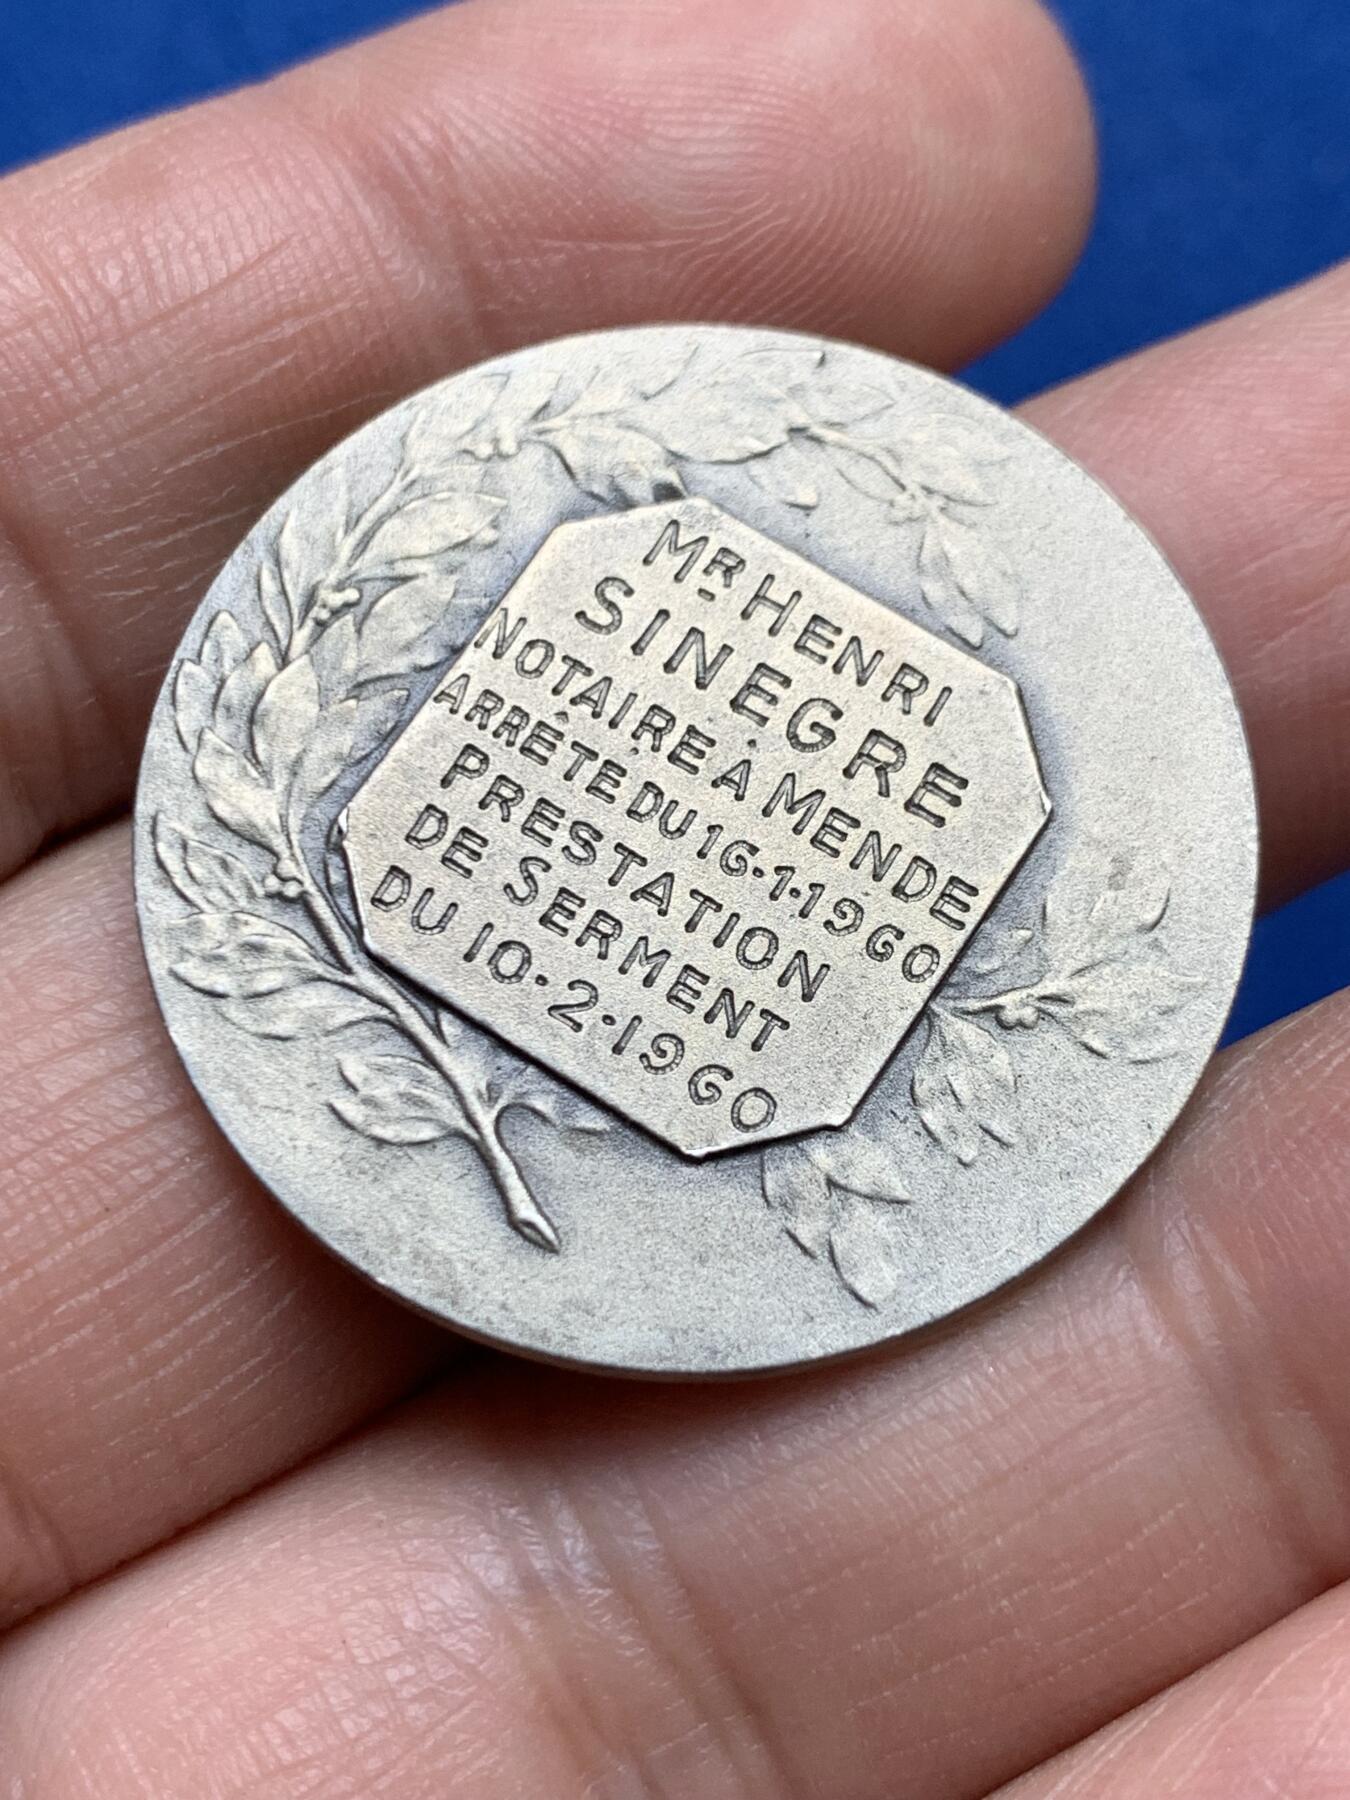 MR HENRI
SINEGRE
NOTAIRE À MENDE
ARRÊTÉ DU 16.1.1960
PRESTATION
DE SERMENT
DU 10.2.1960